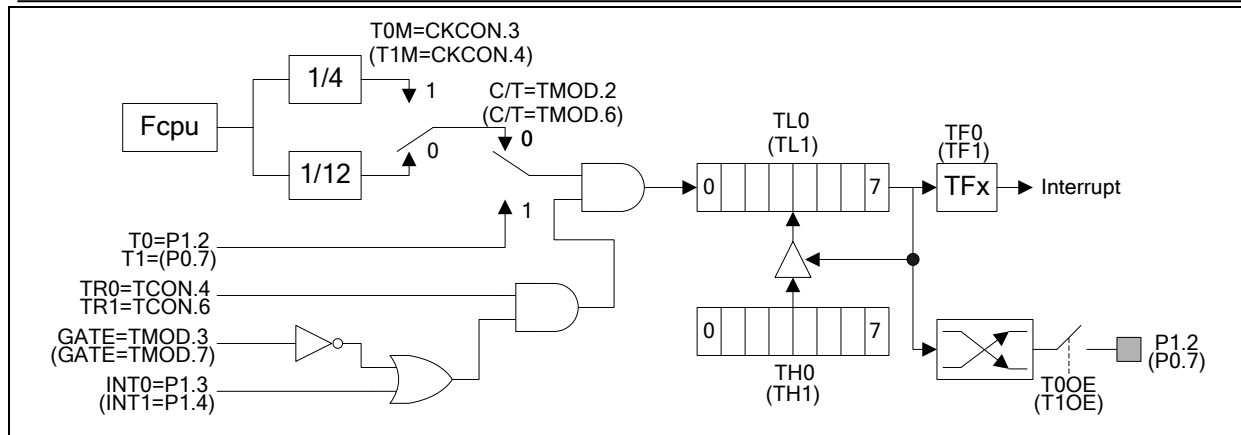 T0M=CKCON.3
(T1M=CKCON.4)
1/4
1
C/T=TMOD.2
(C/T=TMOD.6)
Fcpu
0
0
1/12
TL0
(TL1)
TF0
(TF1)
0
7
TFx
Interrupt
1
T0=P1.2
T1=(P0.7)
TR0=TCON.4
TR1=TCON.6
GATE=TMOD.3
(GATE=TMOD.7)
0
7
P1.2
(P0.7)
INT0=P1.3
(INT1=P1.4)
TH0
(TH1)
T0OE
(T1OE)